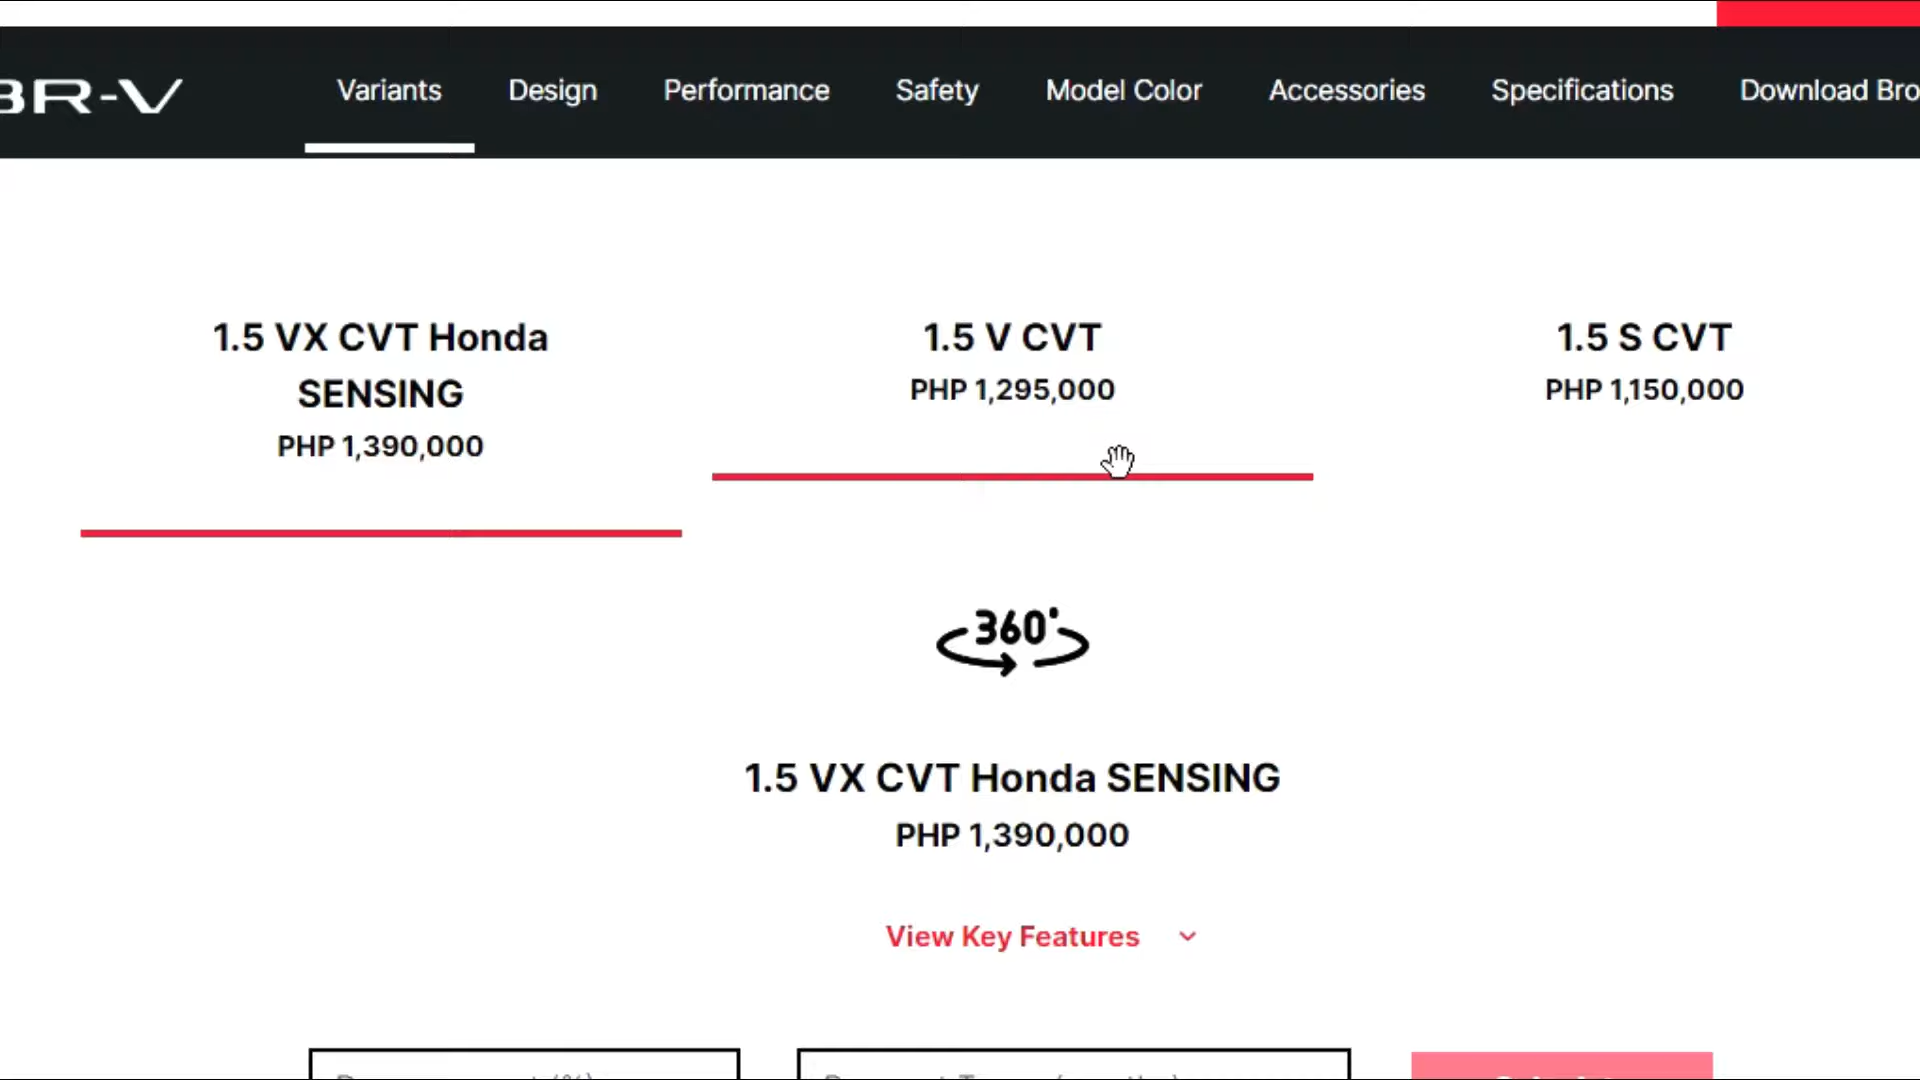 BR-V
Variants
Design
Performance
Safety
Model Color
Accessories
Specifications
Download Bro
1.5 VX CVT Honda
SENSING
PHP 1,390,000
1.5 V CVT
PHP 1,295,000
1.5 S CVT
PHP 1,150,000
360°
1.5 VX CVT Honda SENSING
PHP 1,390,000
View Key Features